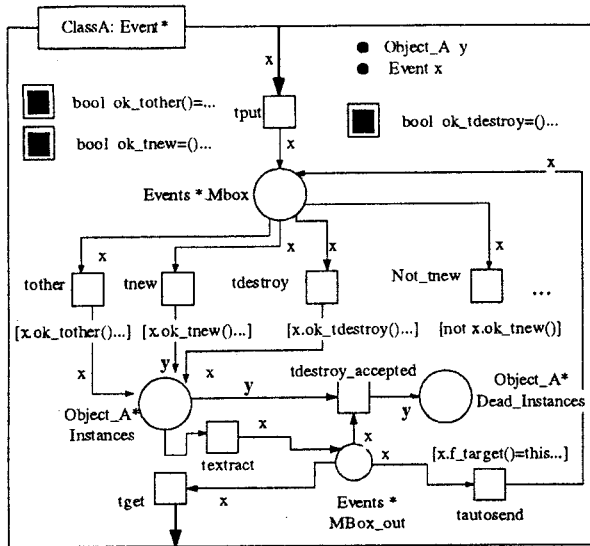 ClassA: Event*
x
Object_A y
Event x
bool ok_tother()=...
tput
bool ok_tnew=()...
bool ok_tdestroy=()...
x
x
Events * Mbox
x
x
x
x
tother
tnew
tdestroy
Not_tnew
...
[x.ok_tother()...]
[x.ok_tnew()...]
[x.ok_tdestroy()...]
{not x.ok_tnew()]
y
x
x
tdestroy_accepted
y
y
Object_A*
Instances
Object_A*
Dead_Instances
x
x
x
textract
[x.f_target()=this...]
x
tget
x
Events *
MBox_out
tautosend